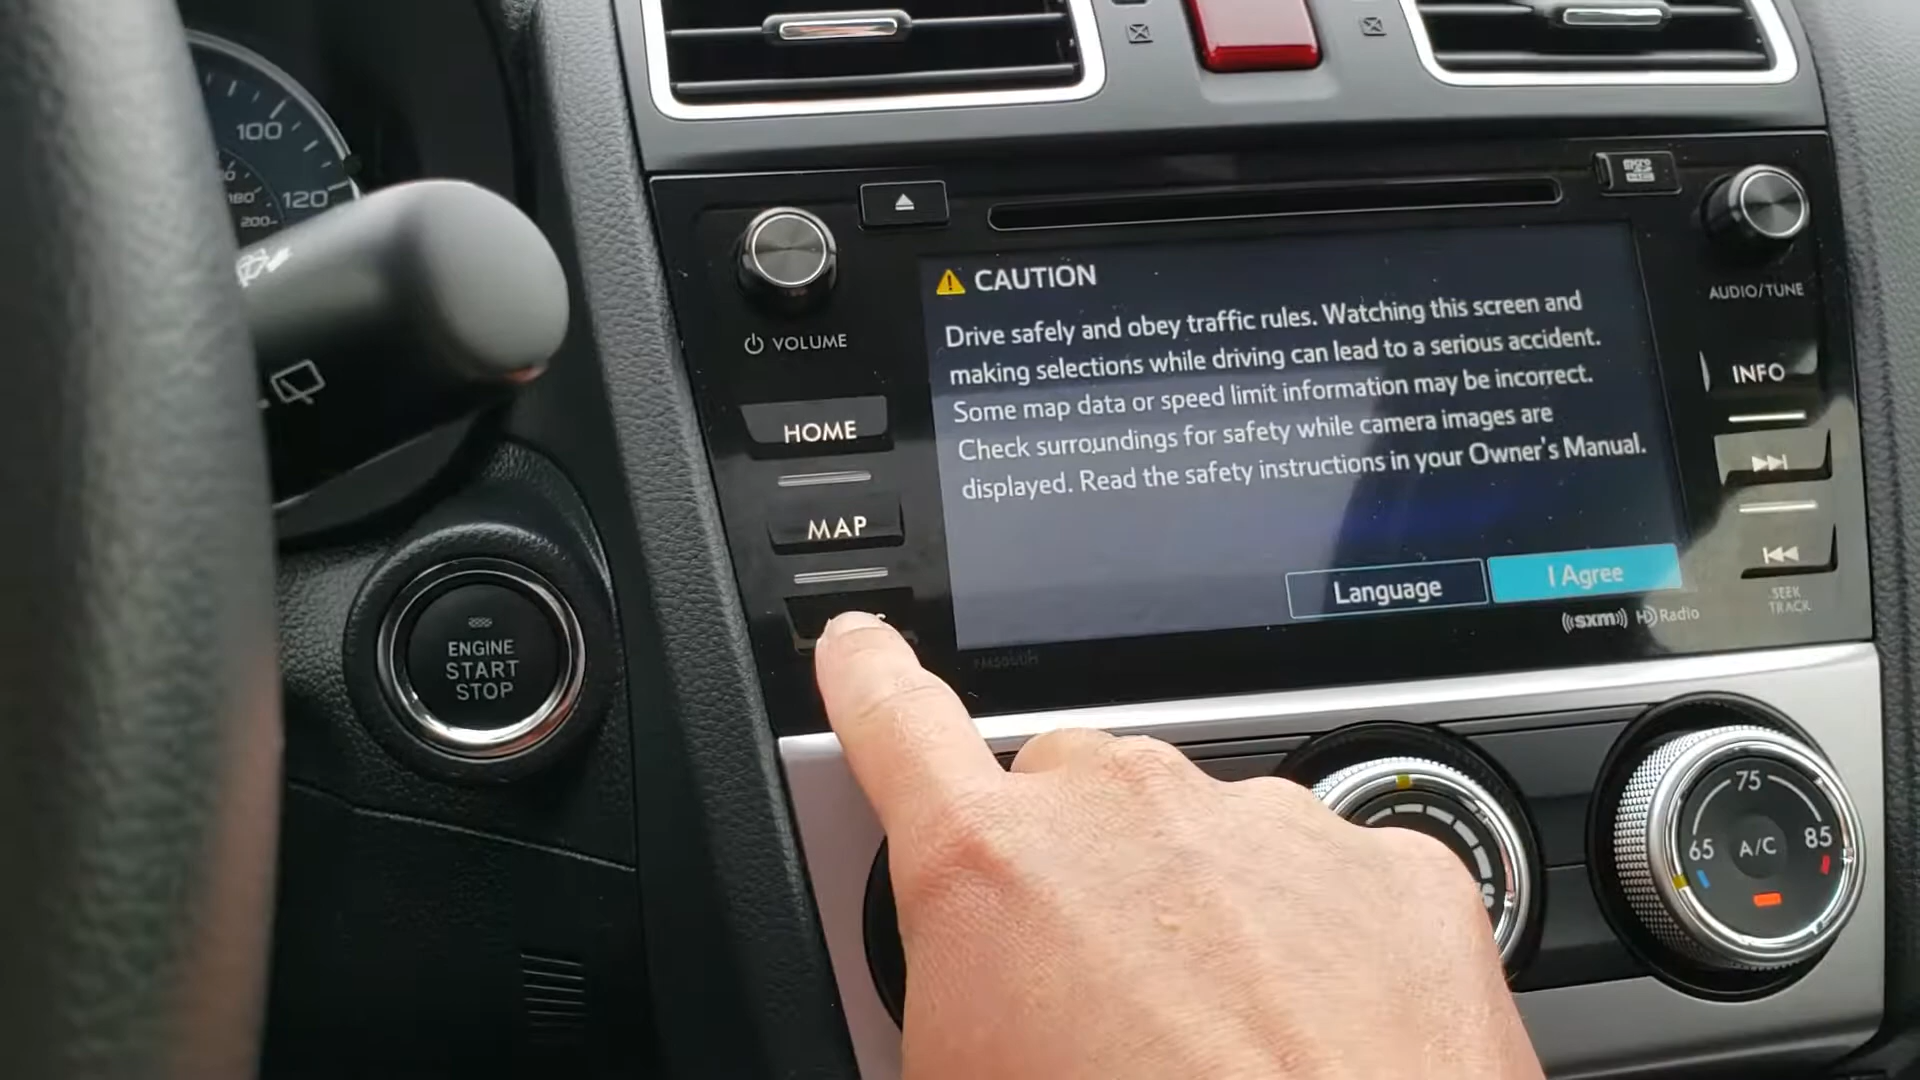 100
120
180
200
VOLUME
HOME
MAP
ENGINE
START
STOP
CAUTION
Drive safely and obey traffic rules. Watching this screen and
making selections while driving can lead to a serious accident.
Some map data or speed limit information may be incorrect.
Check surroundings for safety while camera images are
displayed. Read the safety instructions in your Owner's Manual.
Language
I Agree
((sxm)) HD Radio
AUDIO/TUNE
INFO
SEEK
TRACK
75
65
A/C
85